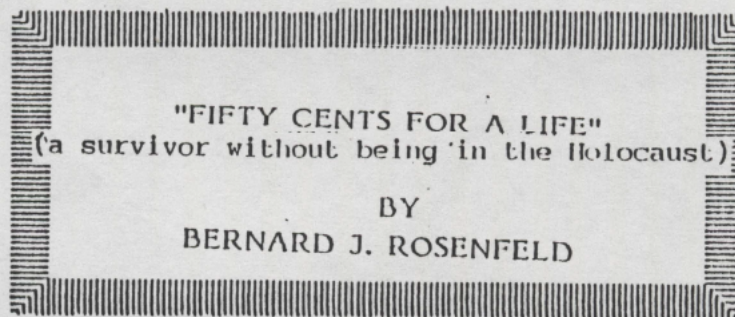 "FIFTY CENTS FOR A LIFE"
(a survivor without being in the Holocaust)
BY
BERNARD J. ROSENFELD